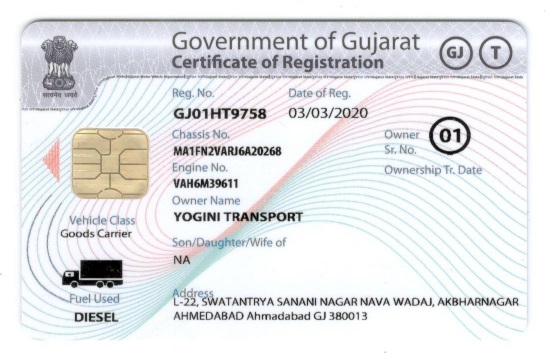 Government of Gujarat
Certificate of Registration
GJ
T
सत्यमेव जयते
Reg. No.
Date of Reg.
GJ01HT9758
03/03/2020
Chassis No.
MA1FN2VARJ6A20268
Owner
Sr. No.
01
Engine No.
VAH6M39611
Ownership Tr. Date
Owner Name
YOGINI TRANSPORT
Vehicle Class
Goods Carrier
Son/Daughter/Wife of
NA
Fuel Used
DIESEL
Address
L-22, SWATANTRYA SANANI NAGAR NAVA WADAJ, AKBHARNAGAR
AHMEDABAD Ahmadabad GJ 380013